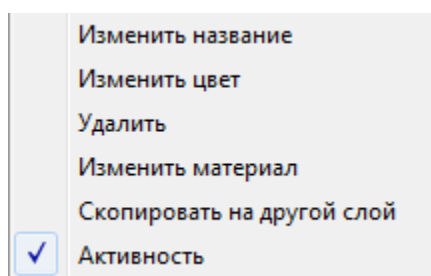 Изменить название
Изменить цвет
Удалить
Изменить материал
Скопировать на другой слой
Активность